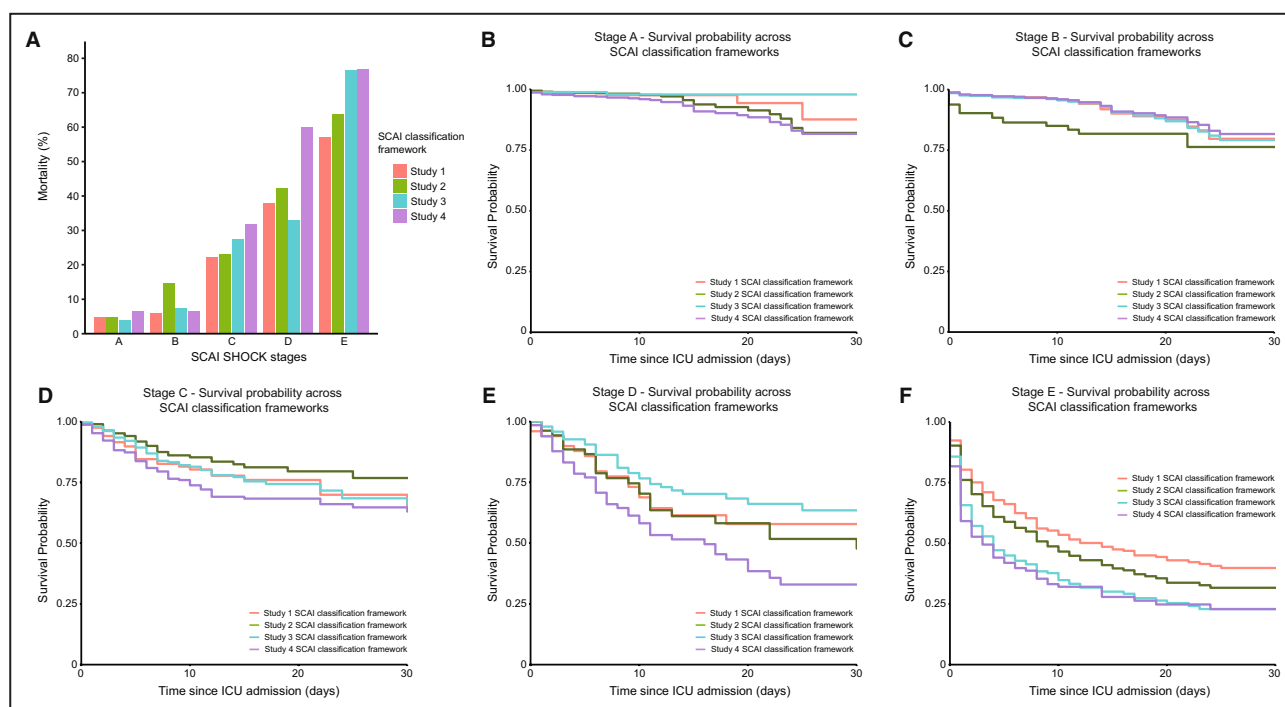 A
80
70
60
50
40
30
20
10
0
Mortality (%)
A B C D E
SCAI SHOCK stages
SCAI classification
framework
Study 1
Study 2
Study 3
Study 4
B
Stage A - Survival probability across
SCAI classification frameworks
1.00
0.75
0.50
0.25
0
Survival Probability
Study 1 SCAI classification framework
Study 2 SCAI classification framework
Study 3 SCAI classification framework
Study 4 SCAI classification framework
0 10 20 30
Time since ICU admission (days)
C
Stage B - Survival probability across
SCAI classification frameworks
1.00
0.75
0.50
0.25
0
Survival Probability
Study 1 SCAI classification framework
Study 2 SCAI classification framework
Study 3 SCAI classification framework
Study 4 SCAI classification framework
0 10 20 30
Time since ICU admission (days)
D
Stage C - Survival probability across
SCAI classification frameworks
1.00
0.75
0.50
0.25
0
Survival Probability
Study 1 SCAI classification framework
Study 2 SCAI classification framework
Study 3 SCAI classification framework
Study 4 SCAI classification framework
0 10 20 30
Time since ICU admission (days)
E
Stage D - Survival probability across
SCAI classification frameworks
1.00
0.75
0.50
0.25
0
Survival Probability
Study 1 SCAI classification framework
Study 2 SCAI classification framework
Study 3 SCAI classification framework
Study 4 SCAI classification framework
0 10 20 30
Time since ICU admission (days)
F
Stage E - Survival probability across
SCAI classification frameworks
1.00
0.75
0.50
0.25
0
Survival Probability
Study 1 SCAI classification framework
Study 2 SCAI classification framework
Study 3 SCAI classification framework
Study 4 SCAI classification framework
0 10 20 30
Time since ICU admission (days)